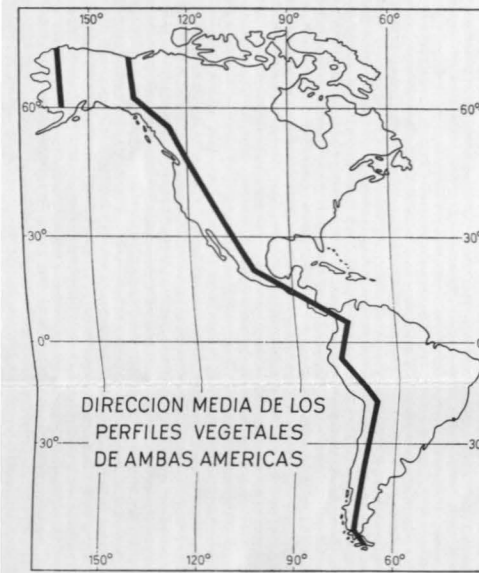 150° 120° 90° 60°
60° 60°
30° 30°
0° 0°
DIRECCION MEDIA DE LOS
PERFILES VEGETALES
DE AMBAS AMERICAS
30° 30°
150° 120° 90° 60°